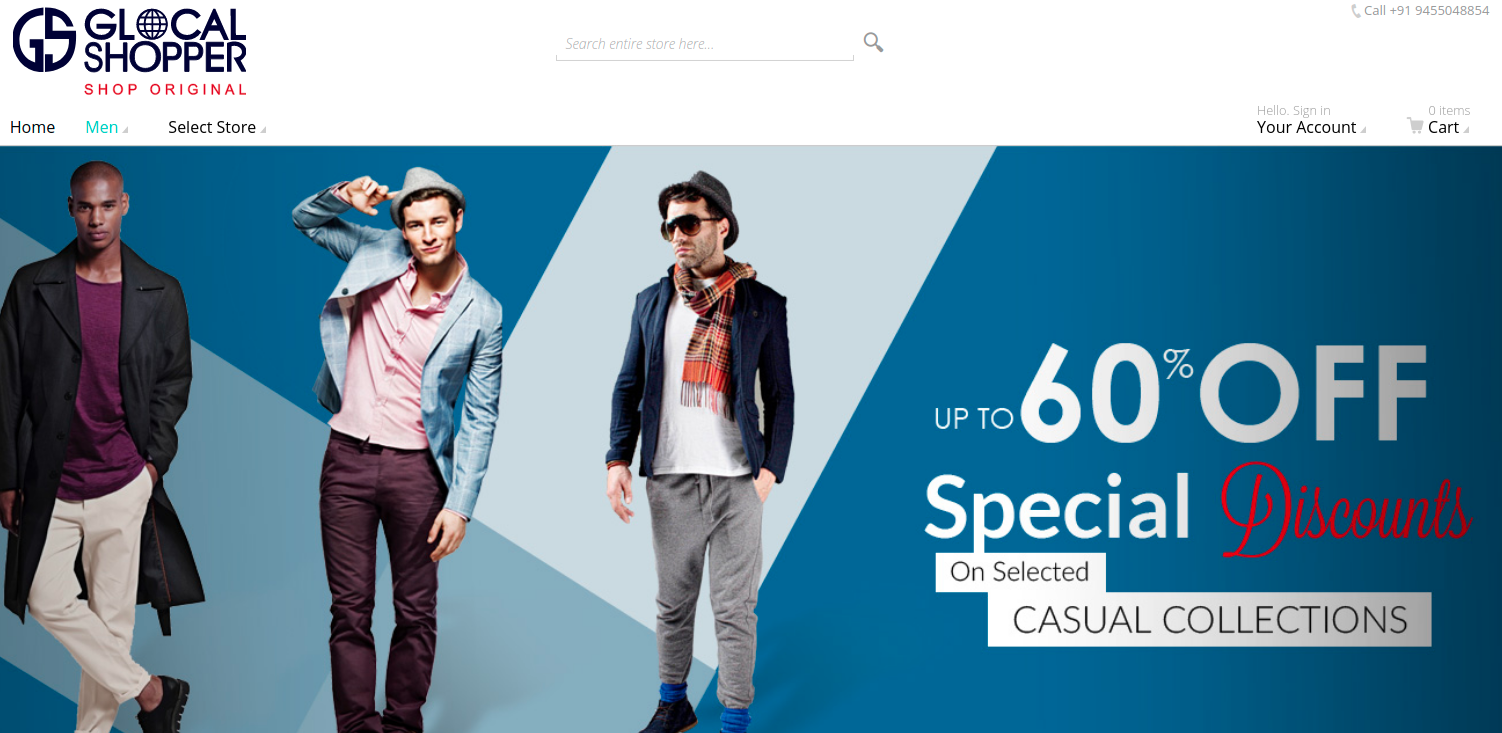 GS GLOCAL
SHOPPER
SHOP ORIGINAL
Call +91 9455048854
Search entire store here...
Home Men Select Store
Hello. Sign in
Your Account
0 items
Cart
UP TO 60% OFF
Special Discounts
On Selected
CASUAL COLLECTIONS